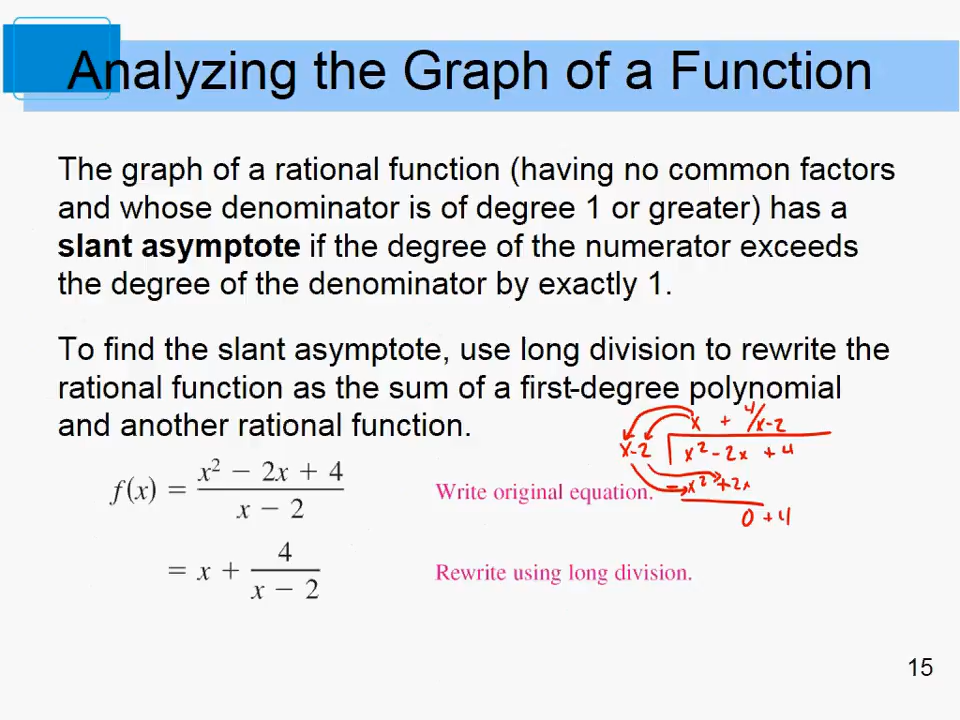 Analyzing the Graph of a Function
The graph of a rational function (having no common factors
and whose denominator is of degree 1 or greater) has a
slant asymptote if the degree of the numerator exceeds
the degree of the denominator by exactly 1.
To find the slant asymptote, use long division to rewrite the
rational function as the sum of a first-degree polynomial
and another rational function.
x + 4/x-2
x-2 x² - 2x + 4
f(x) = x² − 2x + 4 / x − 2
Write original equation.
-x² +2x
0 + 4
= x + 4 / x − 2
Rewrite using long division.
15